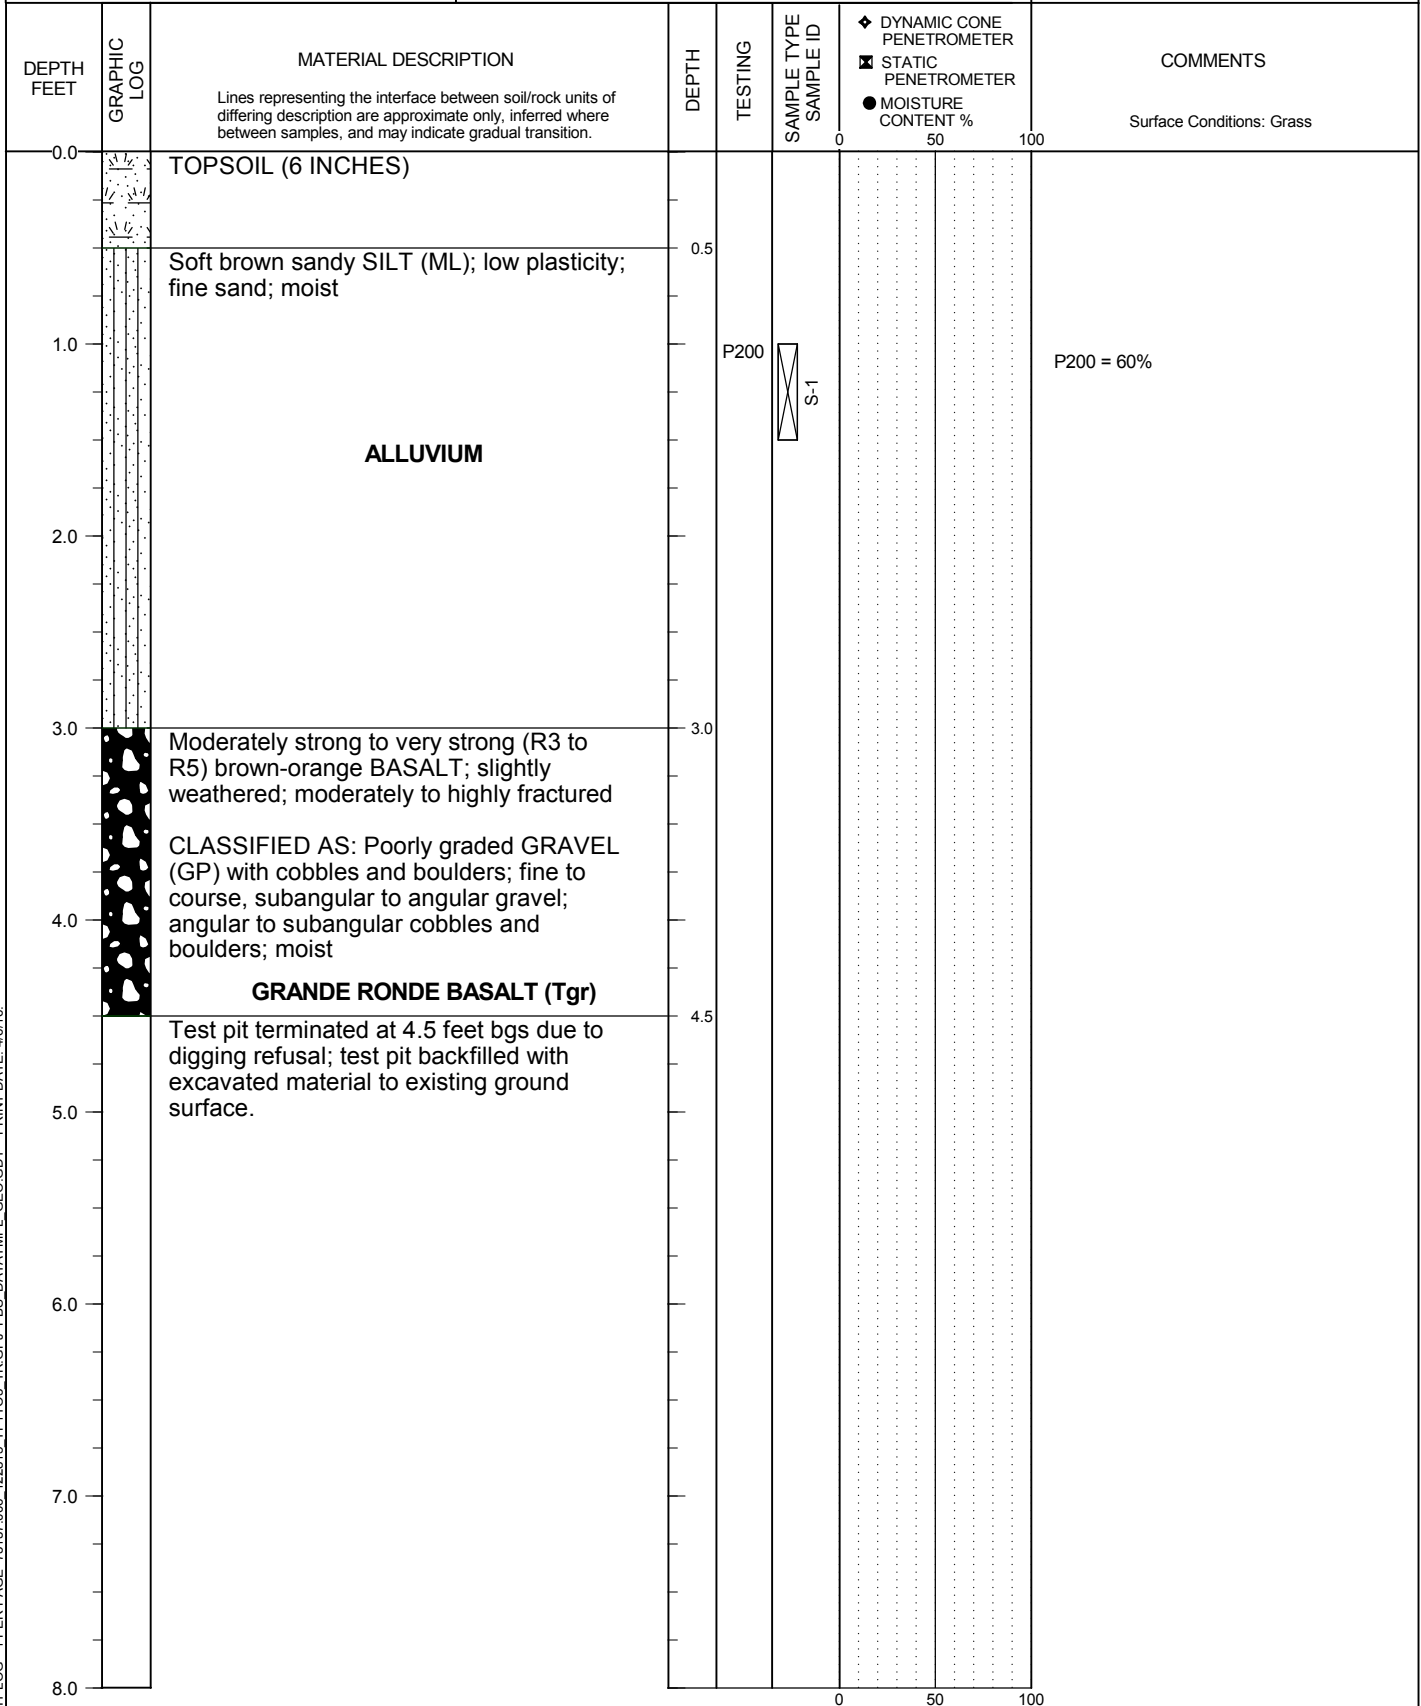 DEPTH
FEET
GRAPHIC
LOG
MATERIAL DESCRIPTION
Lines representing the interface between soil/rock units of
differing description are approximate only, inferred where
between samples, and may indicate gradual transition.
DEPTH
TESTING
SAMPLE TYPE
SAMPLE ID
DYNAMIC CONE
PENETROMETER
STATIC
PENETROMETER
MOISTURE
CONTENT %
0 50 100
COMMENTS
Surface Conditions: Grass
0.0
TOPSOIL (6 INCHES)
0.5
Soft brown sandy SILT (ML); low plasticity;
fine sand; moist
1.0
P200
S-1
P200 = 60%
ALLUVIUM
2.0
3.0
3.0
Moderately strong to very strong (R3 to
R5) brown-orange BASALT; slightly
weathered; moderately to highly fractured
CLASSIFIED AS: Poorly graded GRAVEL
(GP) with cobbles and boulders; fine to
course, subangular to angular gravel;
4.0
angular to subangular cobbles and
boulders; moist
GRANDE RONDE BASALT (Tgr)
4.5
Test pit terminated at 4.5 feet bgs due to
digging refusal; test pit backfilled with
excavated material to existing ground
surface.
5.0
6.0
7.0
8.0
0 50 100